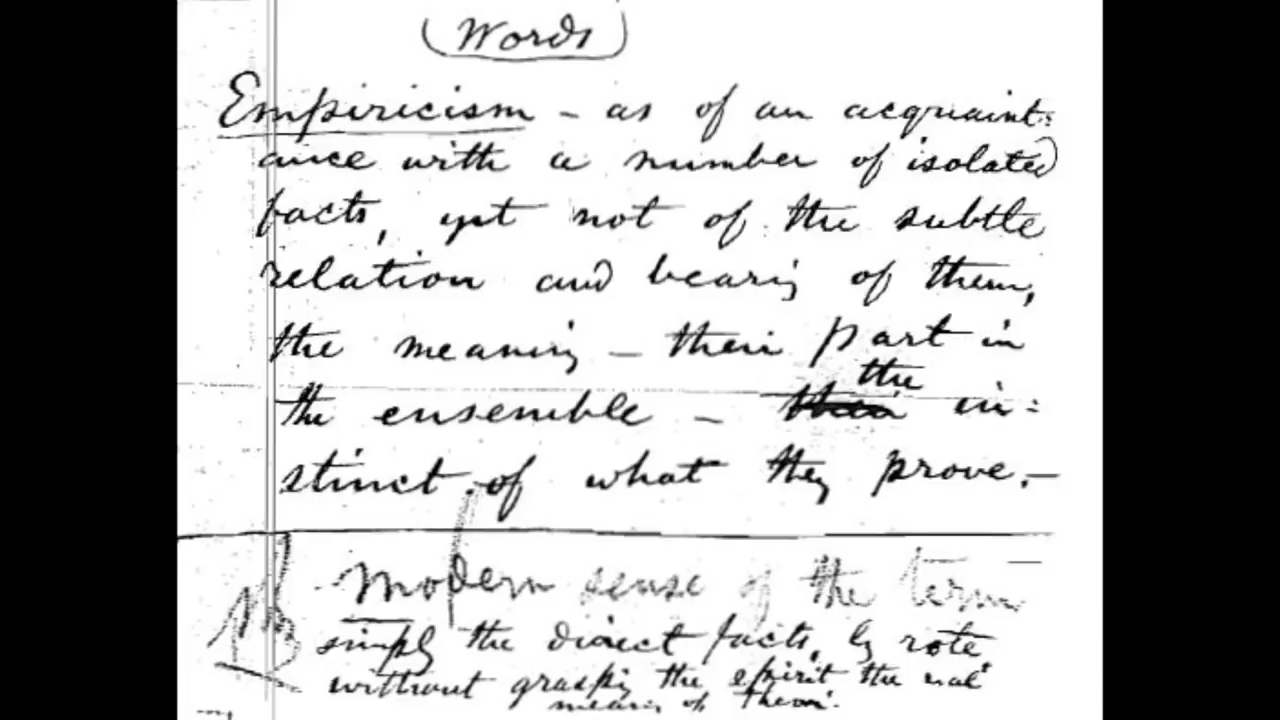 (Words)
Empiricism – as of an acquaint-
ance with a number of isolated
facts, yet not of the subtle
relation and bearing of them,
the meaning – their part in
the
the ensemble – their in-
stinct of what they prove. –
Modern sense of the term
simply the direct facts, by rote
without grasping the spirit the real
meaning of them.